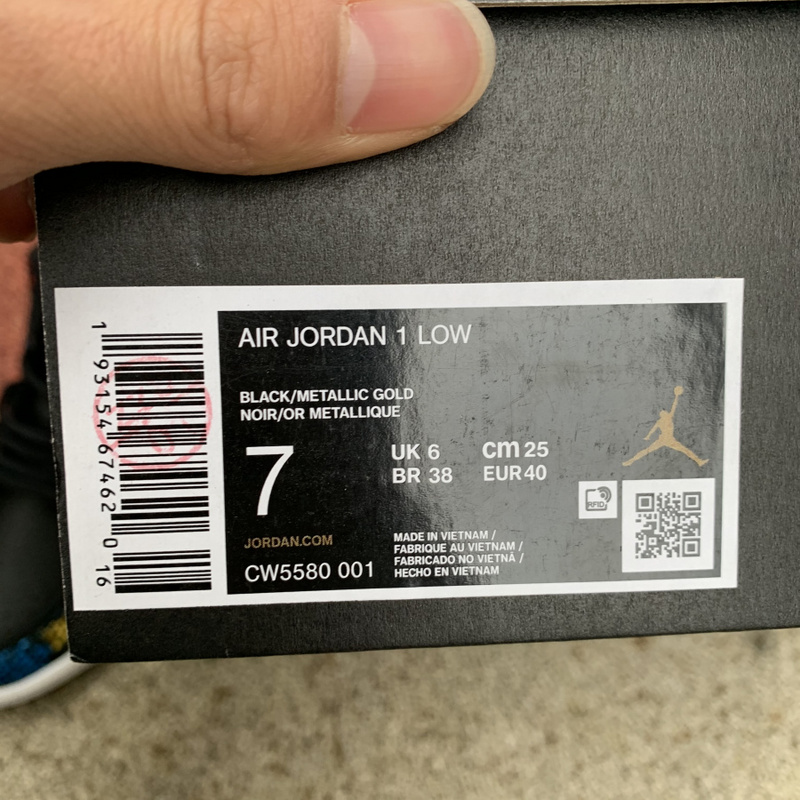 AIR JORDAN 1 LOW
BLACK/METALLIC GOLD
NOIR/OR METALLIQUE
7
UK 6
cm 25
BR 38
EUR 40
RFID
JORDAN.COM
CW5580 001
MADE IN VIETNAM /
FABRIQUE AU VIETNAM /
FABRICADO NO VIETNÃ /
HECHO EN VIETNAM
1 93154 67462 0 16